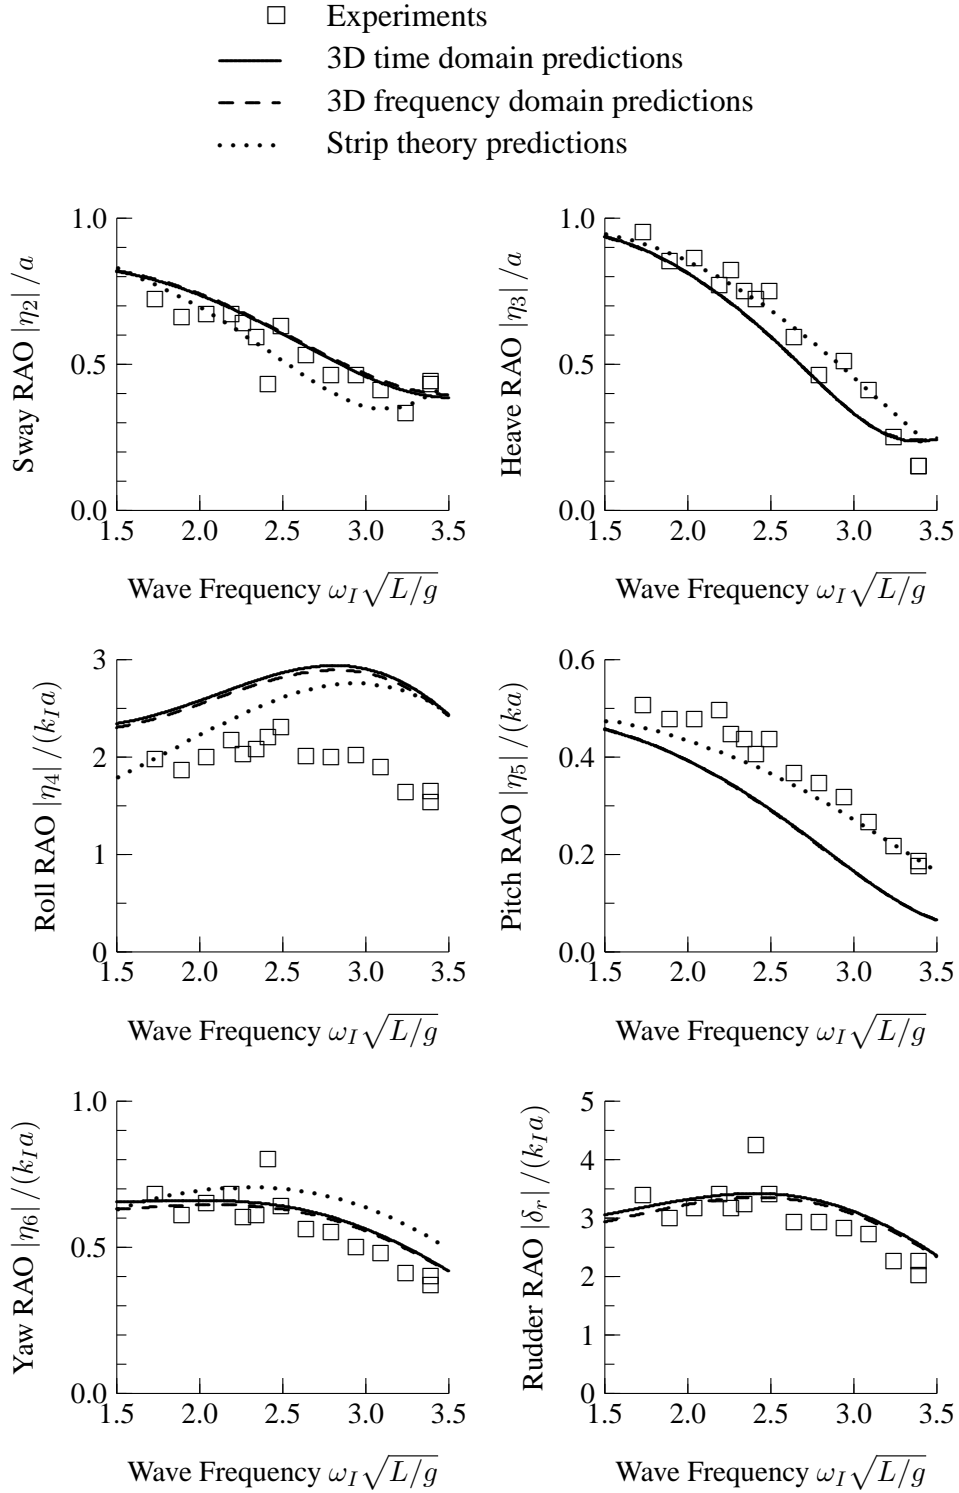 Experiments
3D time domain predictions
3D frequency domain predictions
Strip theory predictions
Sway RAO |η2| /a
1.0
0.5
0.0
1.5 2.0 2.5 3.0 3.5
Wave Frequency ωI√L/g
Heave RAO |η3| /a
1.0
0.5
0.0
1.5 2.0 2.5 3.0 3.5
Wave Frequency ωI√L/g
Roll RAO |η4| /(kIa)
3
2
1
0
1.5 2.0 2.5 3.0 3.5
Wave Frequency ωI√L/g
Pitch RAO |η5| /(ka)
0.6
0.4
0.2
0.0
1.5 2.0 2.5 3.0 3.5
Wave Frequency ωI√L/g
Yaw RAO |η6| /(kIa)
1.0
0.5
0.0
1.5 2.0 2.5 3.0 3.5
Wave Frequency ωI√L/g
Rudder RAO |δr| /(kIa)
5
4
3
2
1
0
1.5 2.0 2.5 3.0 3.5
Wave Frequency ωI√L/g